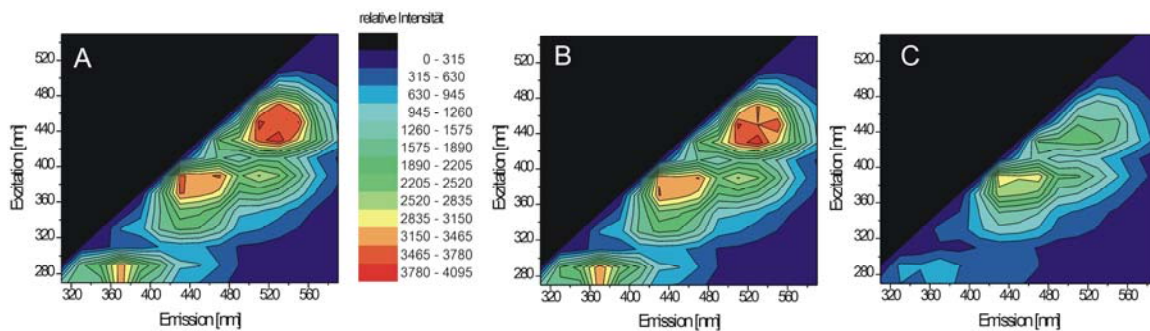 A
Exzitation [nm]
520
480
440
400
360
320
280
320 360 400 440 480 520 560
Emission [nm]
relative Intensität
0 - 315
315 - 630
630 - 945
945 - 1260
1260 - 1575
1575 - 1890
1890 - 2205
2205 - 2520
2520 - 2835
2835 - 3150
3150 - 3465
3465 - 3780
3780 - 4095
B
Exzitation [nm]
520
480
440
400
360
320
280
320 360 400 440 480 520 560
Emission [nm]
C
Exzitation [nm]
520
480
440
400
360
320
280
320 360 400 440 480 520 560
Emission [nm]